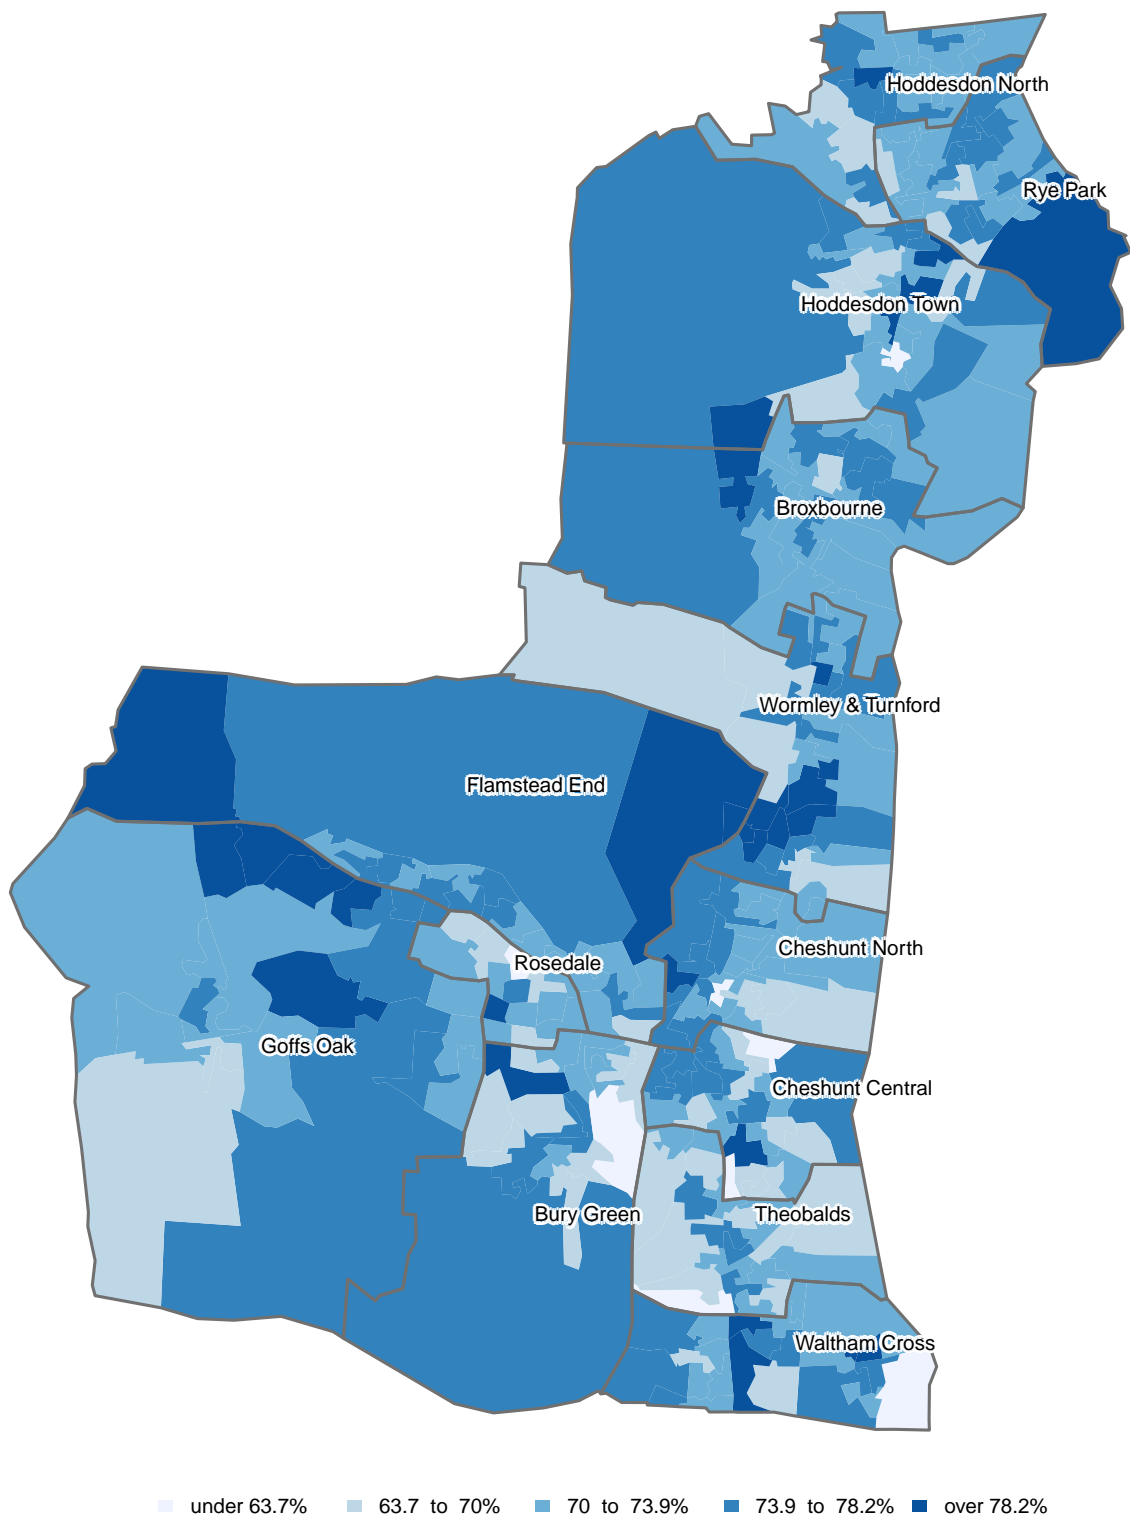 Hoddesdon North
Rye Park
Hoddesdon Town
Broxbourne
Wormley & Turnford
Flamstead End
Cheshunt North
Rosedale
Goffs Oak
Cheshunt Central
Bury Green
Theobalds
Waltham Cross
under 63.7% 63.7 to 70% 70 to 73.9% 73.9 to 78.2% over 78.2%